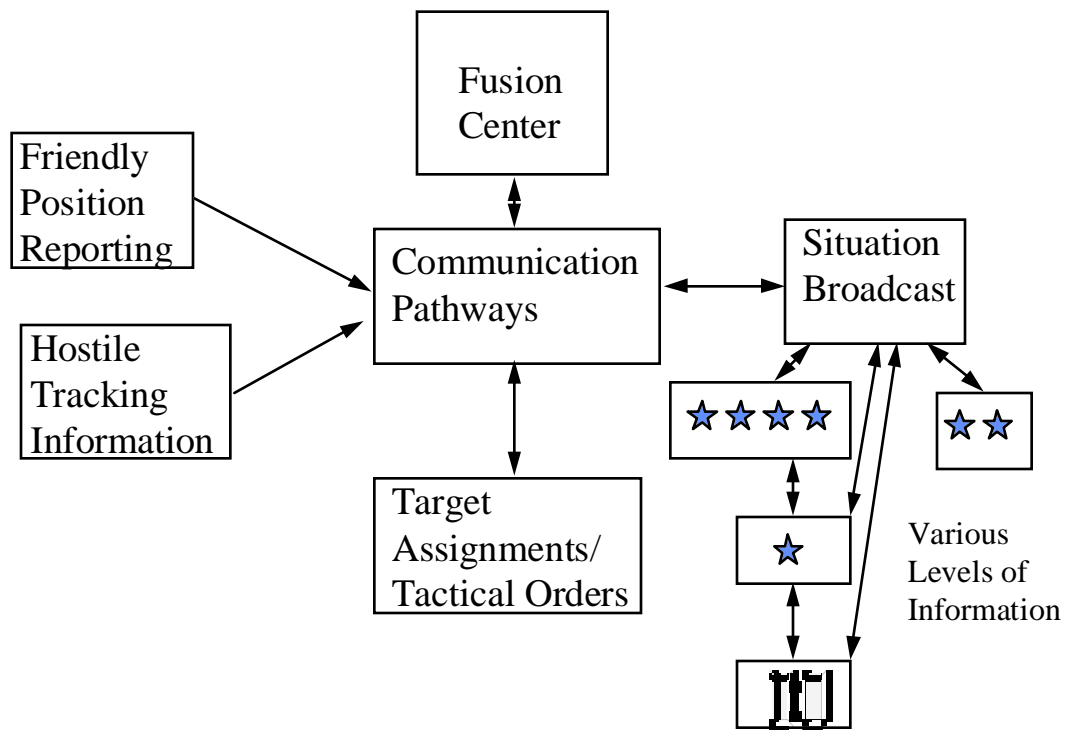 Fusion
Center
Friendly
Position
Reporting
Communication
Pathways
Situation
Broadcast
Hostile
Tracking
Information
Target
Assignments/
Tactical Orders
Various
Levels of
Information